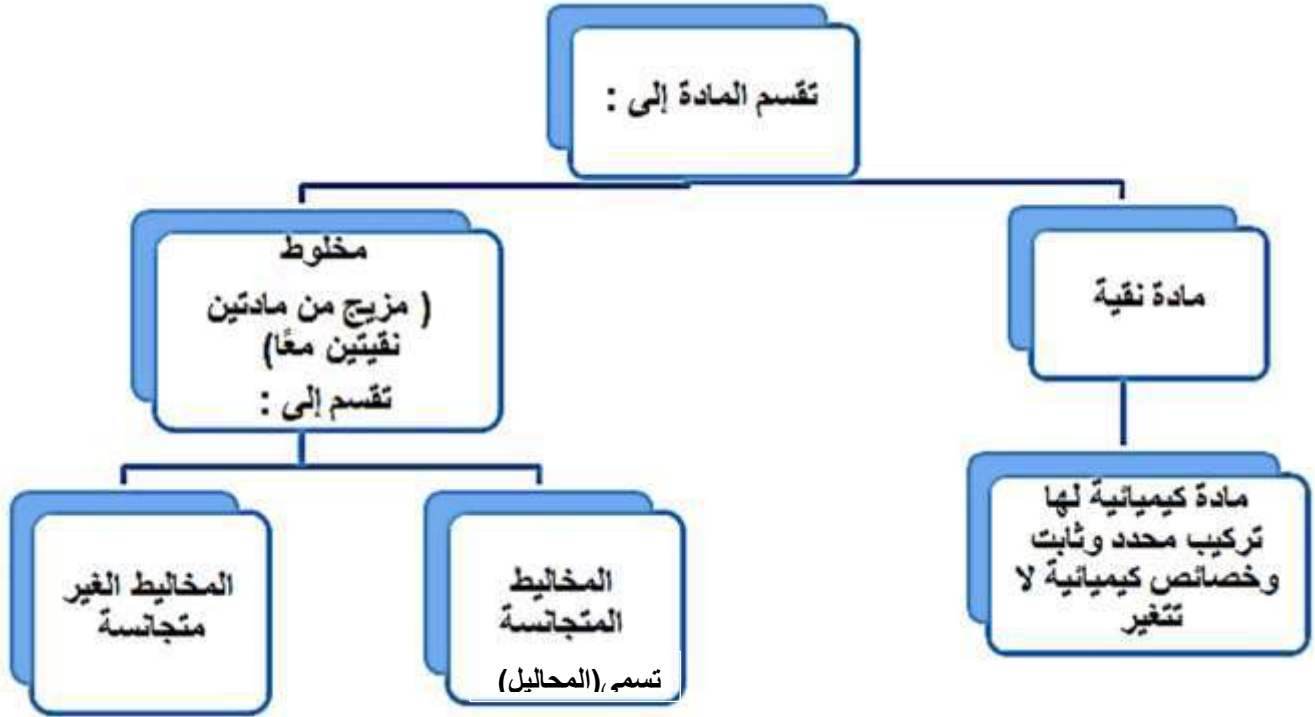 تقسم المادة إلى :
مادة نقية
مادة كيميائية لها
تركيب محدد وثابت
وخصائص كيميائية لا
تتغير
مخلوط
( مزيج من مادتين
نقيتين معًا)
تقسم إلى :
المخاليط
المتجانسة
تسمى(المحاليل)
المخاليط الغير
متجانسة